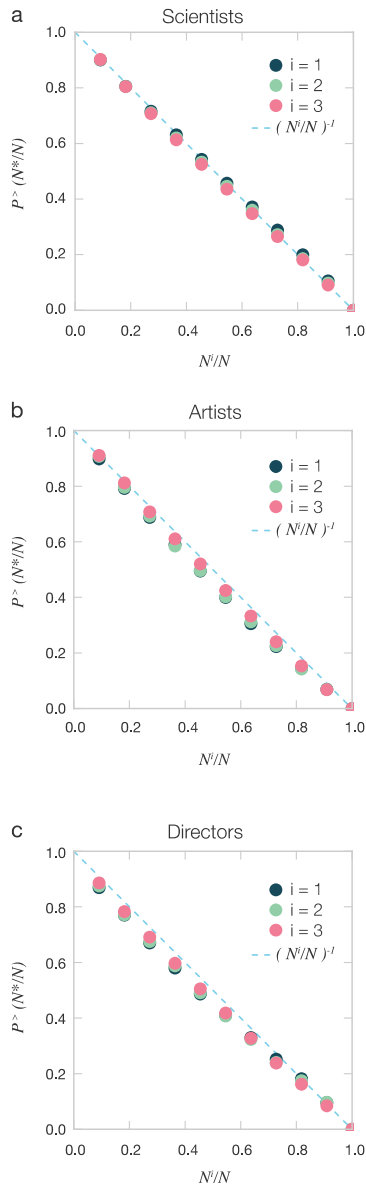 a
Scientists
1.0
0.8
0.6
0.4
0.2
0.0
P> (N*/N)
i = 1
i = 2
i = 3
( Nⁱ/N )⁻¹
0.0 0.2 0.4 0.6 0.8 1.0
Nⁱ/N
b
Artists
1.0
0.8
0.6
0.4
0.2
0.0
P> (N*/N)
i = 1
i = 2
i = 3
( Nⁱ/N )⁻¹
0.0 0.2 0.4 0.6 0.8 1.0
Nⁱ/N
c
Directors
1.0
0.8
0.6
0.4
0.2
0.0
P> (N*/N)
i = 1
i = 2
i = 3
( Nⁱ/N )⁻¹
0.0 0.2 0.4 0.6 0.8 1.0
Nⁱ/N